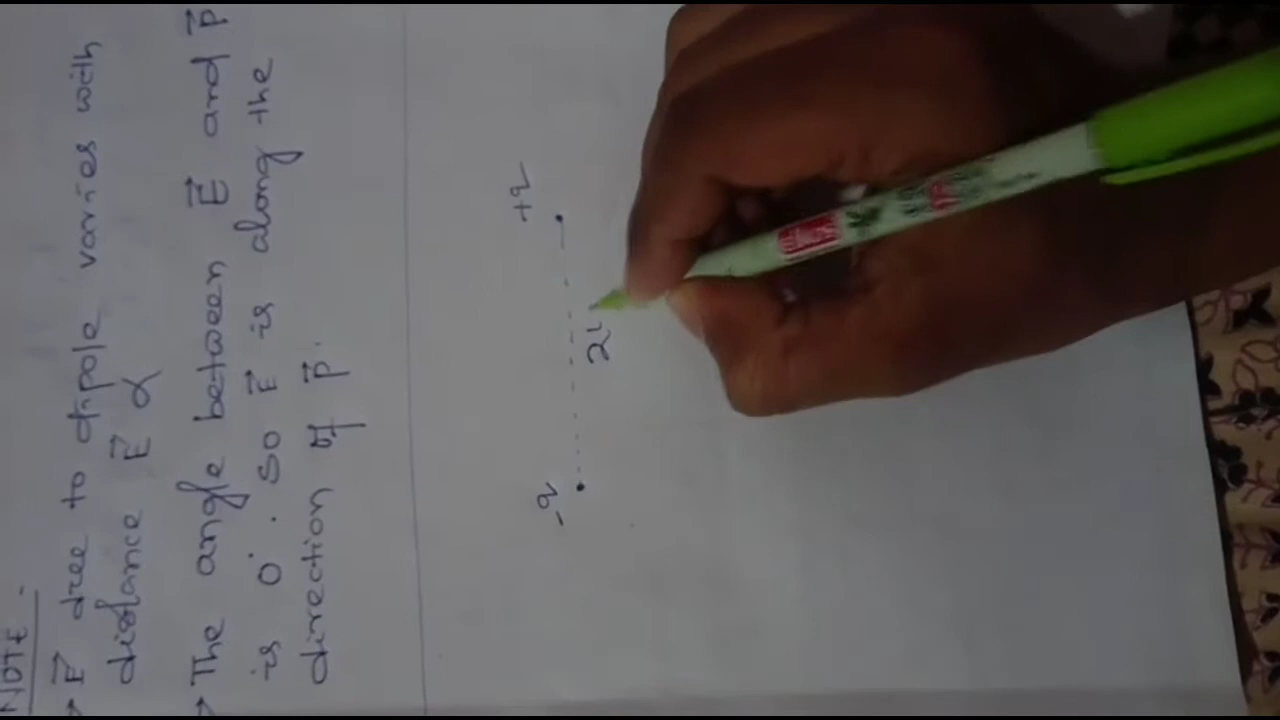 NOTE -
→ E⃗ dree to dipole varies with
distance E⃗ α
→ The angle between E⃗ and P⃗
is 0°. So E⃗ is along the
direction of P⃗.
-q +q
2l